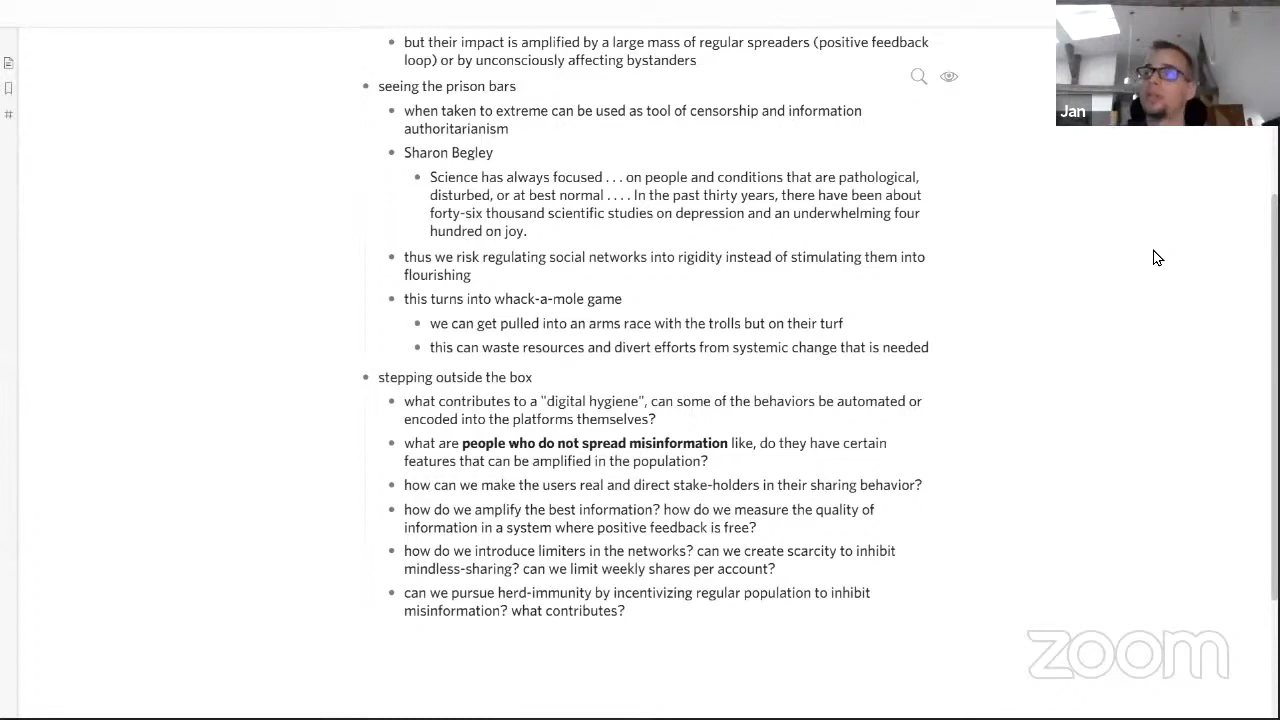 but their impact is amplified by a large mass of regular spreaders (positive feedback
loop) or by unconsciously affecting bystanders
seeing the prison bars
when taken to extreme can be used as tool of censorship and information
authoritarianism
Sharon Begley
Science has always focused . . . on people and conditions that are pathological,
disturbed, or at best normal . . . . In the past thirty years, there have been about
forty-six thousand scientific studies on depression and an underwhelming four
hundred on joy.
thus we risk regulating social networks into rigidity instead of stimulating them into
flourishing
this turns into whack-a-mole game
we can get pulled into an arms race with the trolls but on their turf
this can waste resources and divert efforts from systemic change that is needed
stepping outside the box
what contributes to a "digital hygiene", can some of the behaviors be automated or
encoded into the platforms themselves?
what are people who do not spread misinformation like, do they have certain
features that can be amplified in the population?
how can we make the users real and direct stake-holders in their sharing behavior?
how do we amplify the best information? how do we measure the quality of
information in a system where positive feedback is free?
how do we introduce limiters in the networks? can we create scarcity to inhibit
mindless-sharing? can we limit weekly shares per account?
can we pursue herd-immunity by incentivizing regular population to inhibit
misinformation? what contributes?
Jan
zoom